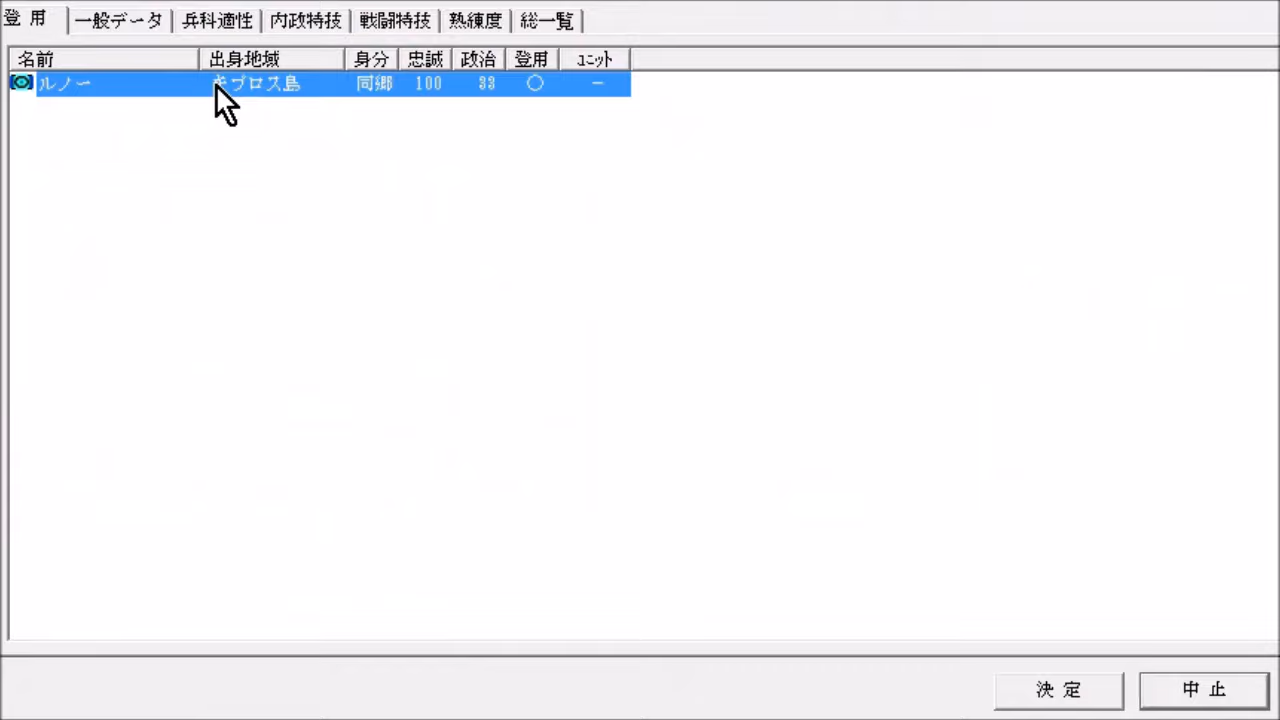 登用 一般データ 兵科適性 内政特技 戦闘特技 熟練度 総一覧
名前 出身地域 身分 忠誠 政治 登用 ﾕﾆｯﾄ
ルノー キプロス島 同郷 100 33 ○ －
決定 中止